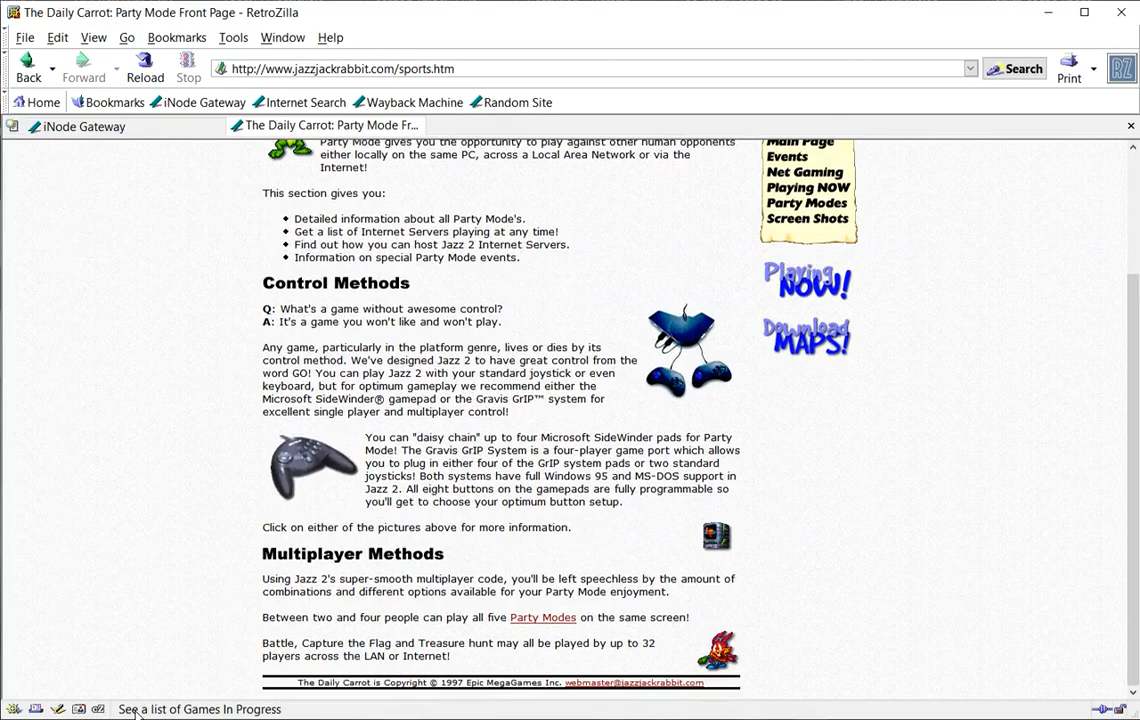 The Daily Carrot: Party Mode Front Page - RetroZilla
File Edit View Go Bookmarks Tools Window Help
Back Forward Reload Stop http://www.jazzjackrabbit.com/sports.htm Search Print RZ
Home Bookmarks iNode Gateway Internet Search Wayback Machine Random Site
iNode Gateway The Daily Carrot: Party Mode Fr...
Party Mode gives you the opportunity to play against other human opponents
either locally on the same PC, across a Local Area Network or via the
Internet!
This section gives you:
Detailed information about all Party Mode's.
Get a list of Internet Servers playing at any time!
Find out how you can host Jazz 2 Internet Servers.
Information on special Party Mode events.
Control Methods
Q: What's a game without awesome control?
A: It's a game you won't like and won't play.
Any game, particularly in the platform genre, lives or dies by its
control method. We've designed Jazz 2 to have great control from the
word GO! You can play Jazz 2 with your standard joystick or even
keyboard, but for optimum gameplay we recommend either the
Microsoft SideWinder® gamepad or the Gravis GrIP™ system for
excellent single player and multiplayer control!
You can "daisy chain" up to four Microsoft SideWinder pads for Party
Mode! The Gravis GrIP System is a four-player game port which allows
you to plug in either four of the GrIP system pads or two standard
joysticks! Both systems have full Windows 95 and MS-DOS support in
Jazz 2. All eight buttons on the gamepads are fully programmable so
you'll get to choose your optimum button setup.
Click on either of the pictures above for more information.
Multiplayer Methods
Using Jazz 2's super-smooth multiplayer code, you'll be left speechless by the amount of
combinations and different options available for your Party Mode enjoyment.
Between two and four people can play all five Party Modes on the same screen!
Battle, Capture the Flag and Treasure hunt may all be played by up to 32
players across the LAN or Internet!
The Daily Carrot is Copyright © 1997 Epic MegaGames Inc. webmaster@jazzjackrabbit.com
Main Page
Events
Net Gaming
Playing NOW
Party Modes
Screen Shots
Playing
NOW!
Download
MAPS!
See a list of Games In Progress